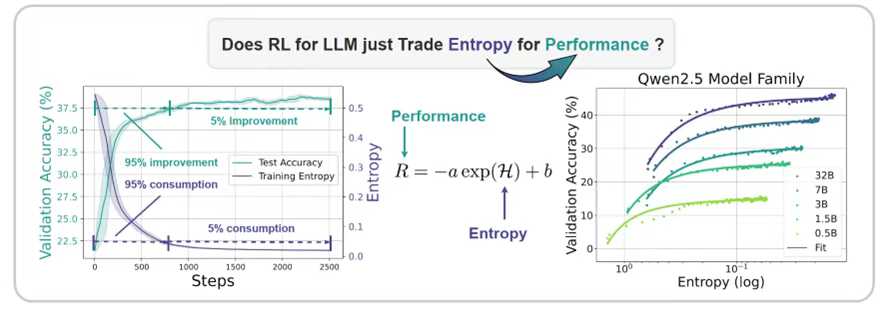 Does RL for LLM just Trade Entropy for Performance ?
Validation Accuracy (%)
37.5
35.0
32.5
30.0
27.5
25.0
22.5
5% improvement
95% improvement
95% consumption
5% consumption
Test Accuracy
Training Entropy
0.5
0.4
0.3
0.2
0.1
0.0
Entropy
0 500 1000 1500 2000 2500
Steps
Performance
R = −a exp(ℋ) + b
Entropy
Qwen2.5 Model Family
Validation Accuracy (%)
40
30
20
10
0
32B
7B
3B
1.5B
0.5B
Fit
10⁰ 10⁻¹
Entropy (log)